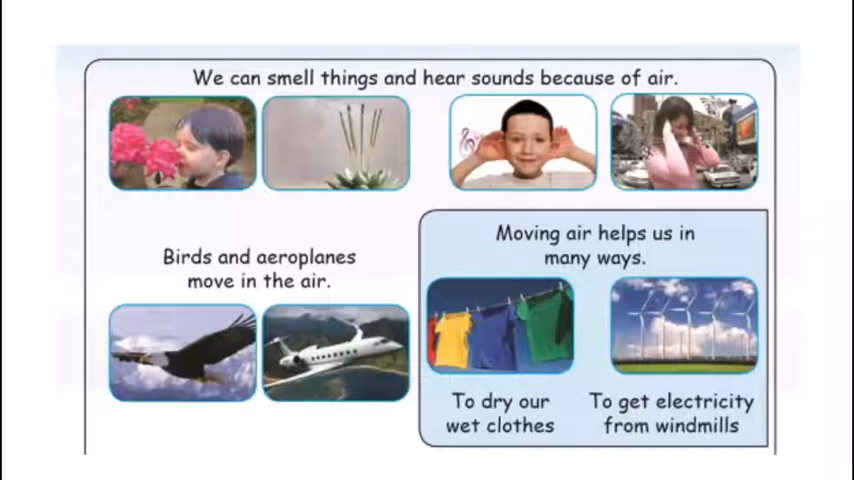 We can smell things and hear sounds because of air.
Birds and aeroplanes
move in the air.
Moving air helps us in
many ways.
To dry our
wet clothes
To get electricity
from windmills